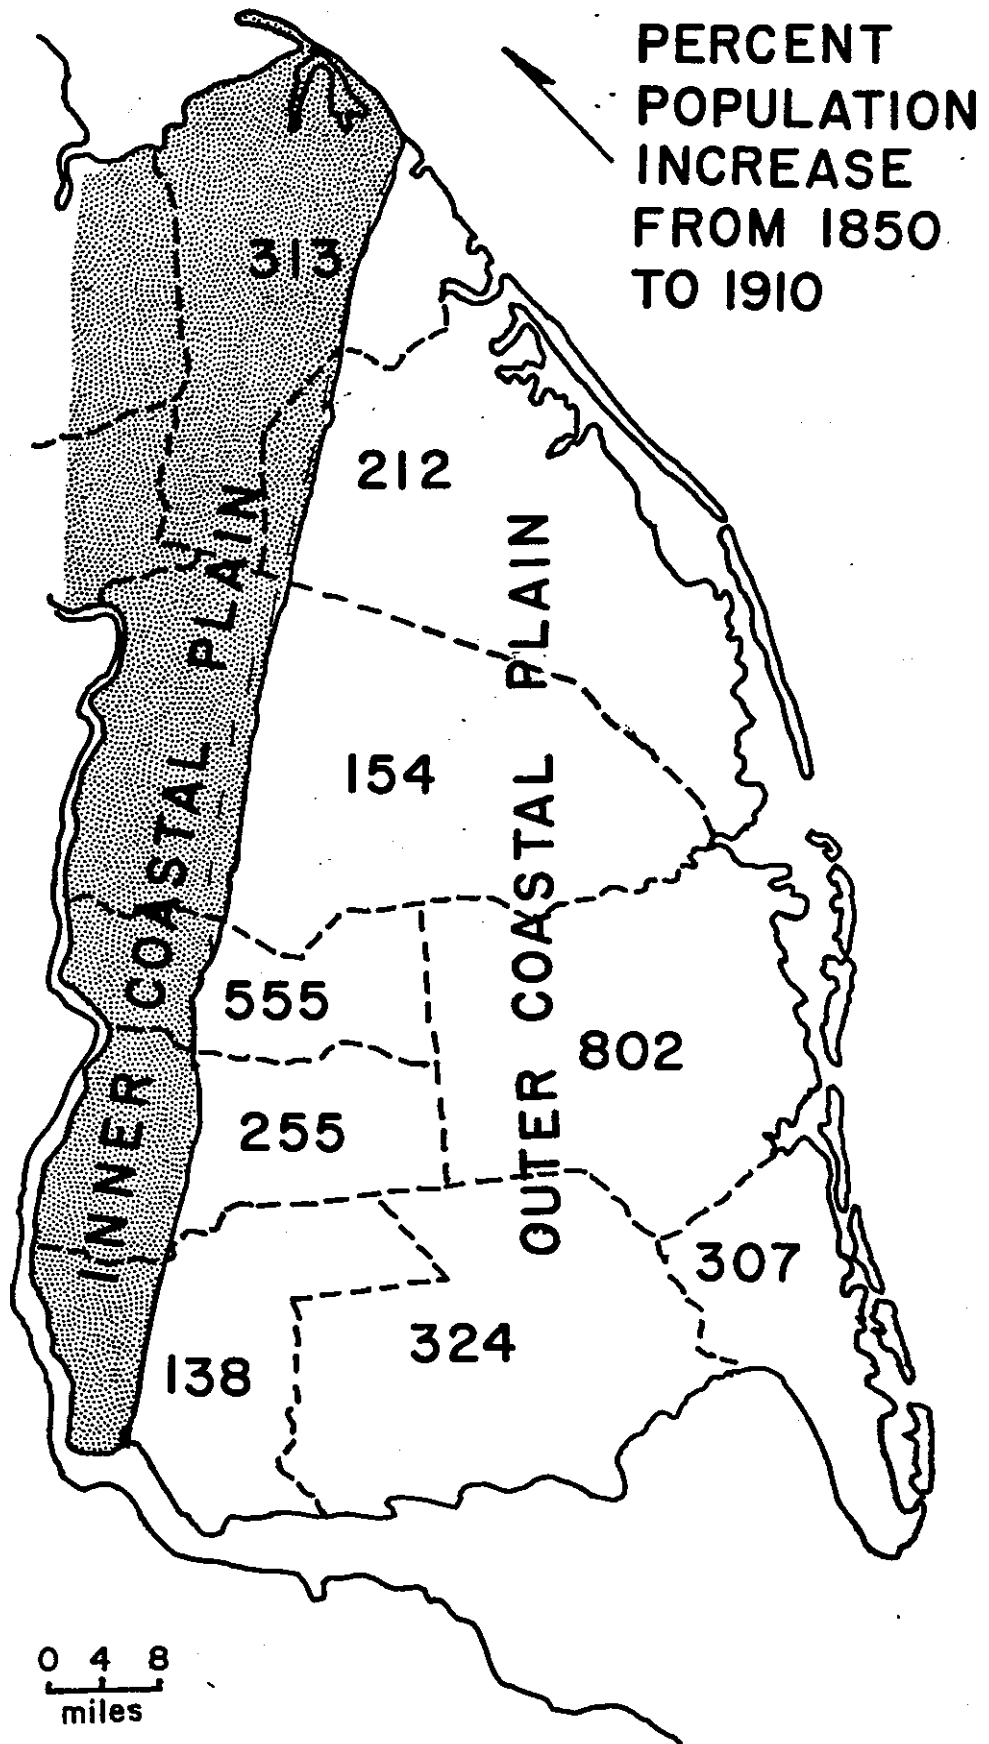 PERCENT
POPULATION
INCREASE
FROM 1850
TO 1910
313
212
154
555
802
255
307
324
138
INNER COASTAL PLAIN
OUTER COASTAL PLAIN
0 4 8
miles